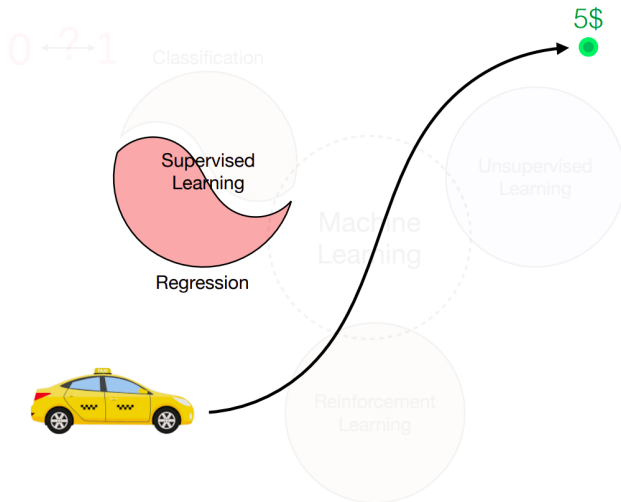 5$
0 ? 1
Classification
Supervised
Learning
Unsupervised
Learning
Machine
Learning
Regression
Reinforcement
Learning